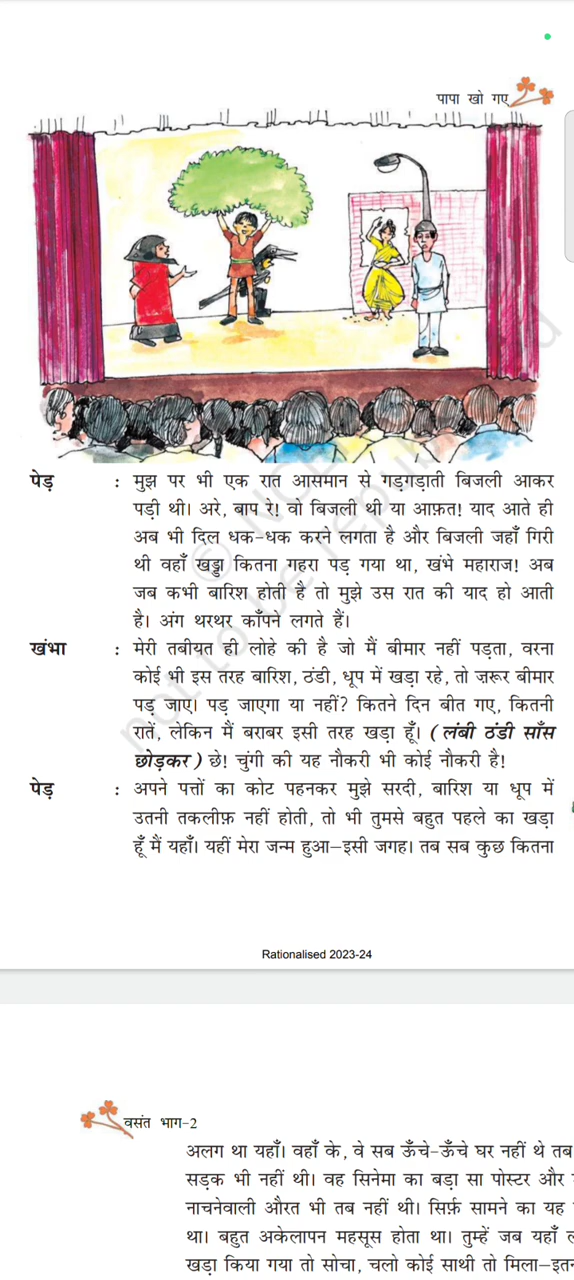 पापा खो गए
पेड़ : मुझ पर भी एक रात आसमान से गड़गड़ाती बिजली आकर
पड़ी थी। अरे, बाप रे! वो बिजली थी या आफ़त! याद आते ही
अब भी दिल धक-धक करने लगता है और बिजली जहाँ गिरी
थी वहाँ खड्डा कितना गहरा पड़ गया था, खंभे महाराज! अब
जब कभी बारिश होती है तो मुझे उस रात की याद हो आती
है। अंग थरथर काँपने लगते हैं।
खंभा : मेरी तबीयत ही लोहे की है जो मैं बीमार नहीं पड़ता, वरना
कोई भी इस तरह बारिश, ठंडी, धूप में खड़ा रहे, तो ज़रूर बीमार
पड़ जाए। पड़ जाएगा या नहीं? कितने दिन बीत गए, कितनी
रातें, लेकिन मैं बराबर इसी तरह खड़ा हूँ। (लंबी ठंडी साँस
छोड़कर) छे! चुंगी की यह नौकरी भी कोई नौकरी है!
पेड़ : अपने पत्तों का कोट पहनकर मुझे सरदी, बारिश या धूप में
उतनी तकलीफ़ नहीं होती, तो भी तुमसे बहुत पहले का खड़ा
हूँ मैं यहाँ। यहीं मेरा जन्म हुआ—इसी जगह। तब सब कुछ कितना
Rationalised 2023-24
वसंत भाग-2
अलग था यहाँ। वहाँ के, वे सब ऊँचे-ऊँचे घर नहीं थे तब
सड़क भी नहीं थी। वह सिनेमा का बड़ा सा पोस्टर और
नाचनेवाली औरत भी तब नहीं थी। सिर्फ़ सामने का यह
था। बहुत अकेलापन महसूस होता था। तुम्हें जब यहाँ
खड़ा किया गया तो सोचा, चलो कोई साथी तो मिला—इतन